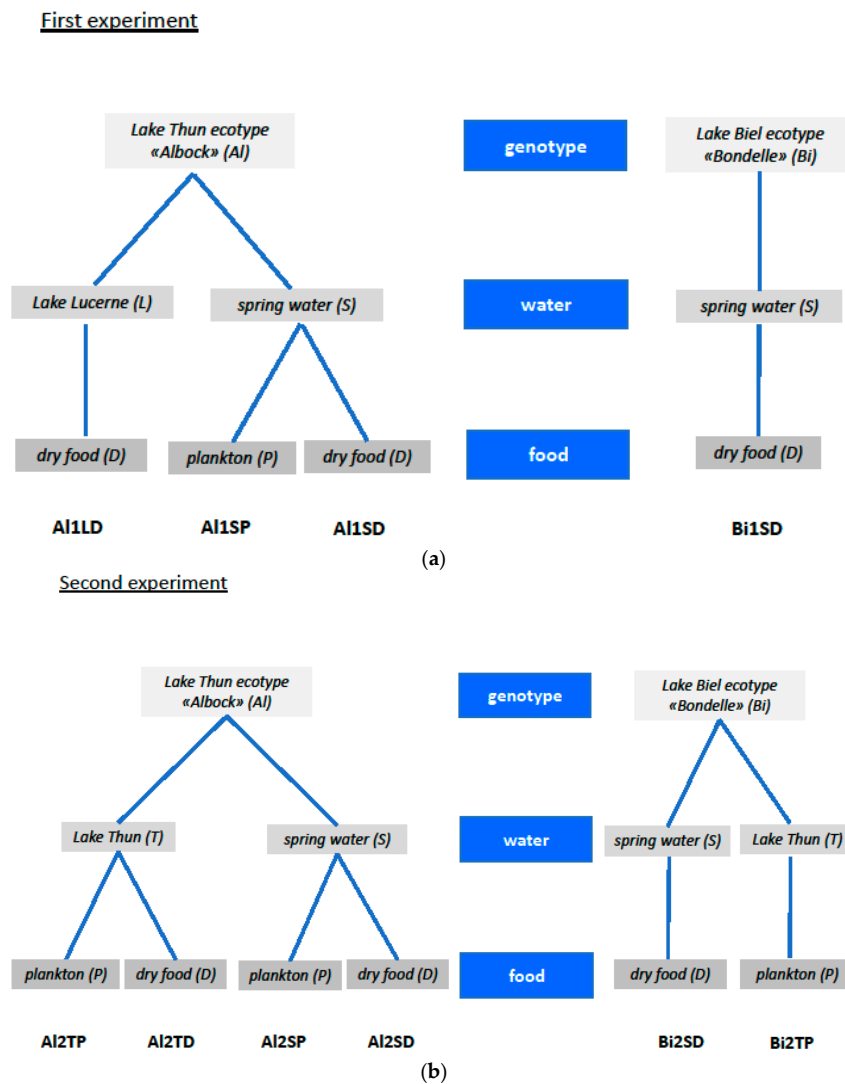 First experiment
Lake Thun ecotype
«Albock» (Al)
genotype
Lake Biel ecotype
«Bondelle» (Bi)
Lake Lucerne (L)
spring water (S)
water
spring water (S)
dry food (D)
plankton (P)
dry food (D)
food
dry food (D)
Al1LD
Al1SP
Al1SD
Bi1SD
(a)
Second experiment
Lake Thun ecotype
«Albock» (Al)
genotype
Lake Biel ecotype
«Bondelle» (Bi)
Lake Thun (T)
spring water (S)
water
spring water (S)
Lake Thun (T)
plankton (P)
dry food (D)
plankton (P)
dry food (D)
food
dry food (D)
plankton (P)
Al2TP
Al2TD
Al2SP
Al2SD
Bi2SD
Bi2TP
(b)